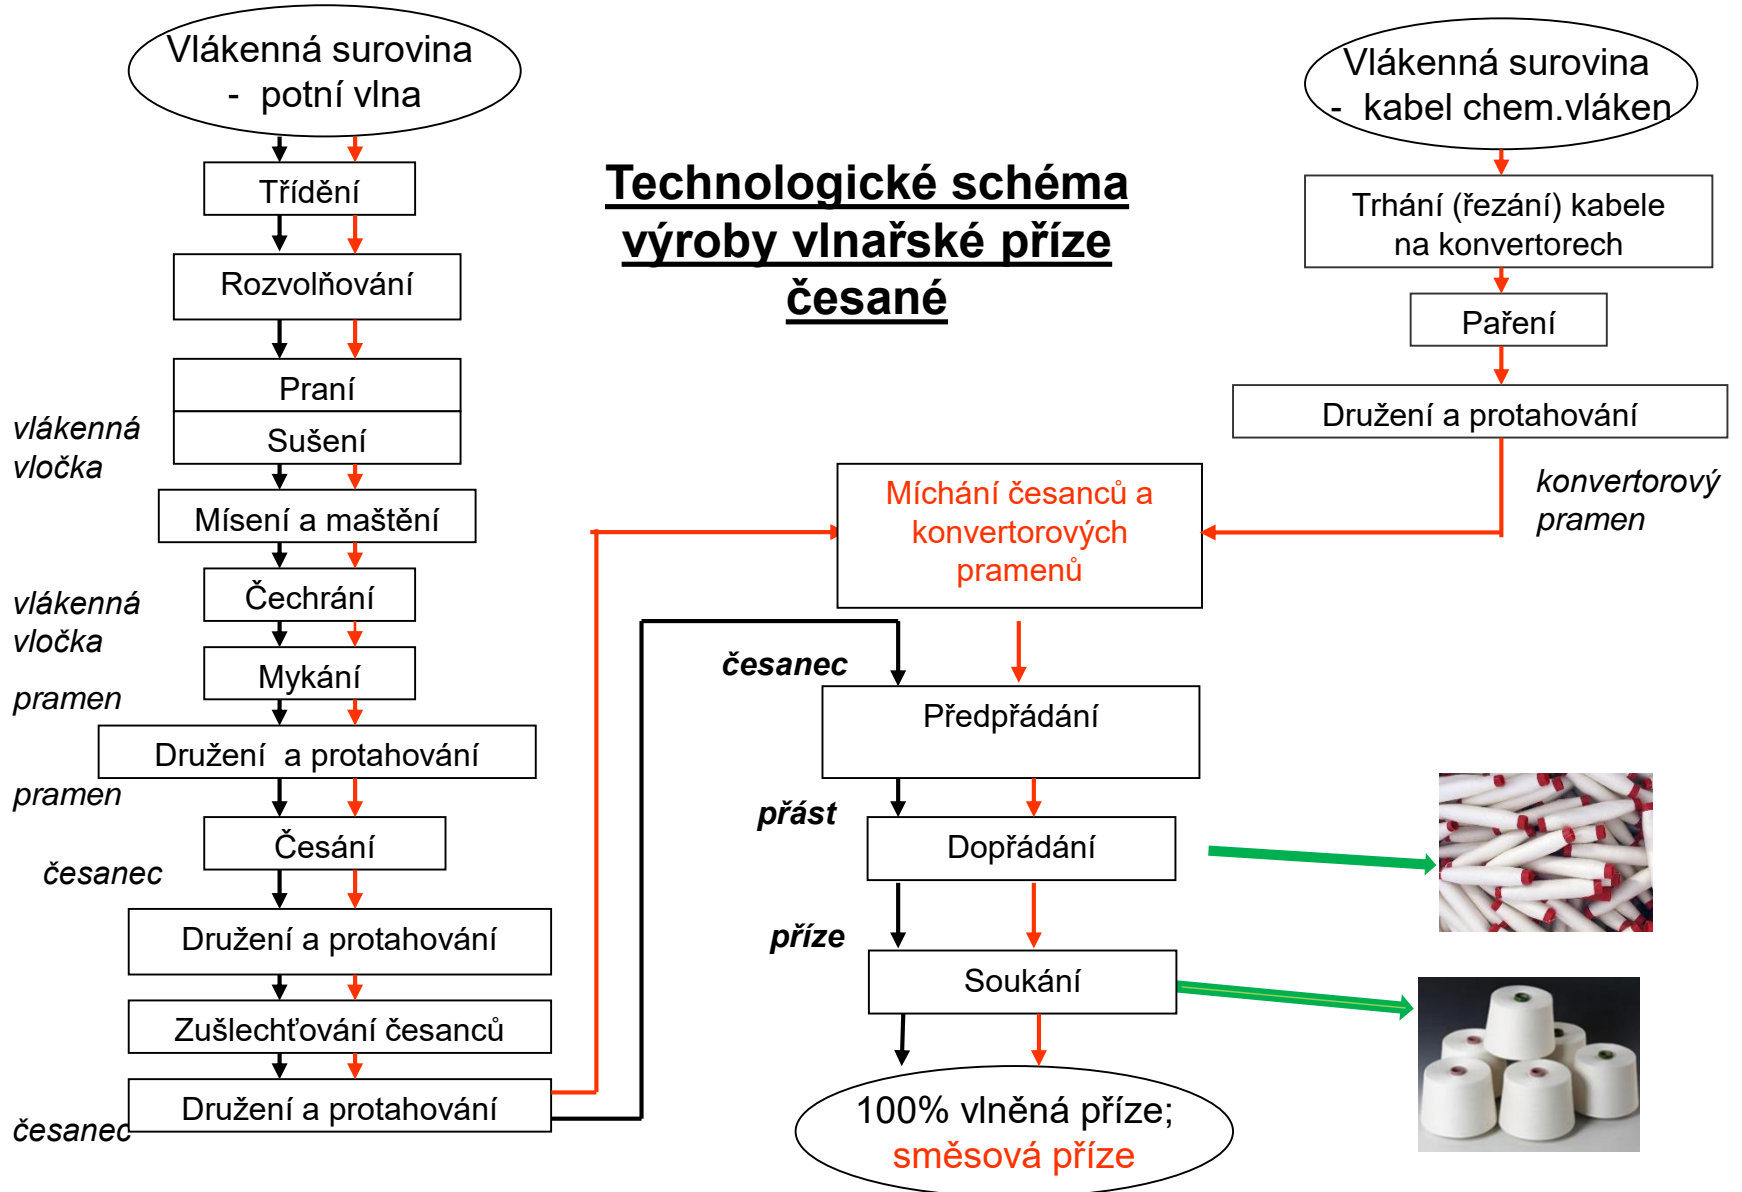 Vlákenná surovina
- potní vlna
Třídění
Rozvolňování
Praní
Sušení
vlákenná
vločka
Mísení a maštění
Čechrání
vlákenná
vločka
Mykání
pramen
Družení a protahování
pramen
Česání
česanec
Družení a protahování
Zušlechťování česanců
Družení a protahování
česanec
Technologické schéma
výroby vlnařské příze
česané
Vlákenná surovina
- kabel chem.vláken
Trhání (řezání) kabele
na konvertorech
Paření
Družení a protahování
konvertorový
pramen
Míchání česanců a
konvertorových
pramenů
česanec
Předpřádání
přást
Dopřádání
příze
Soukání
100% vlněná příze;
směsová příze